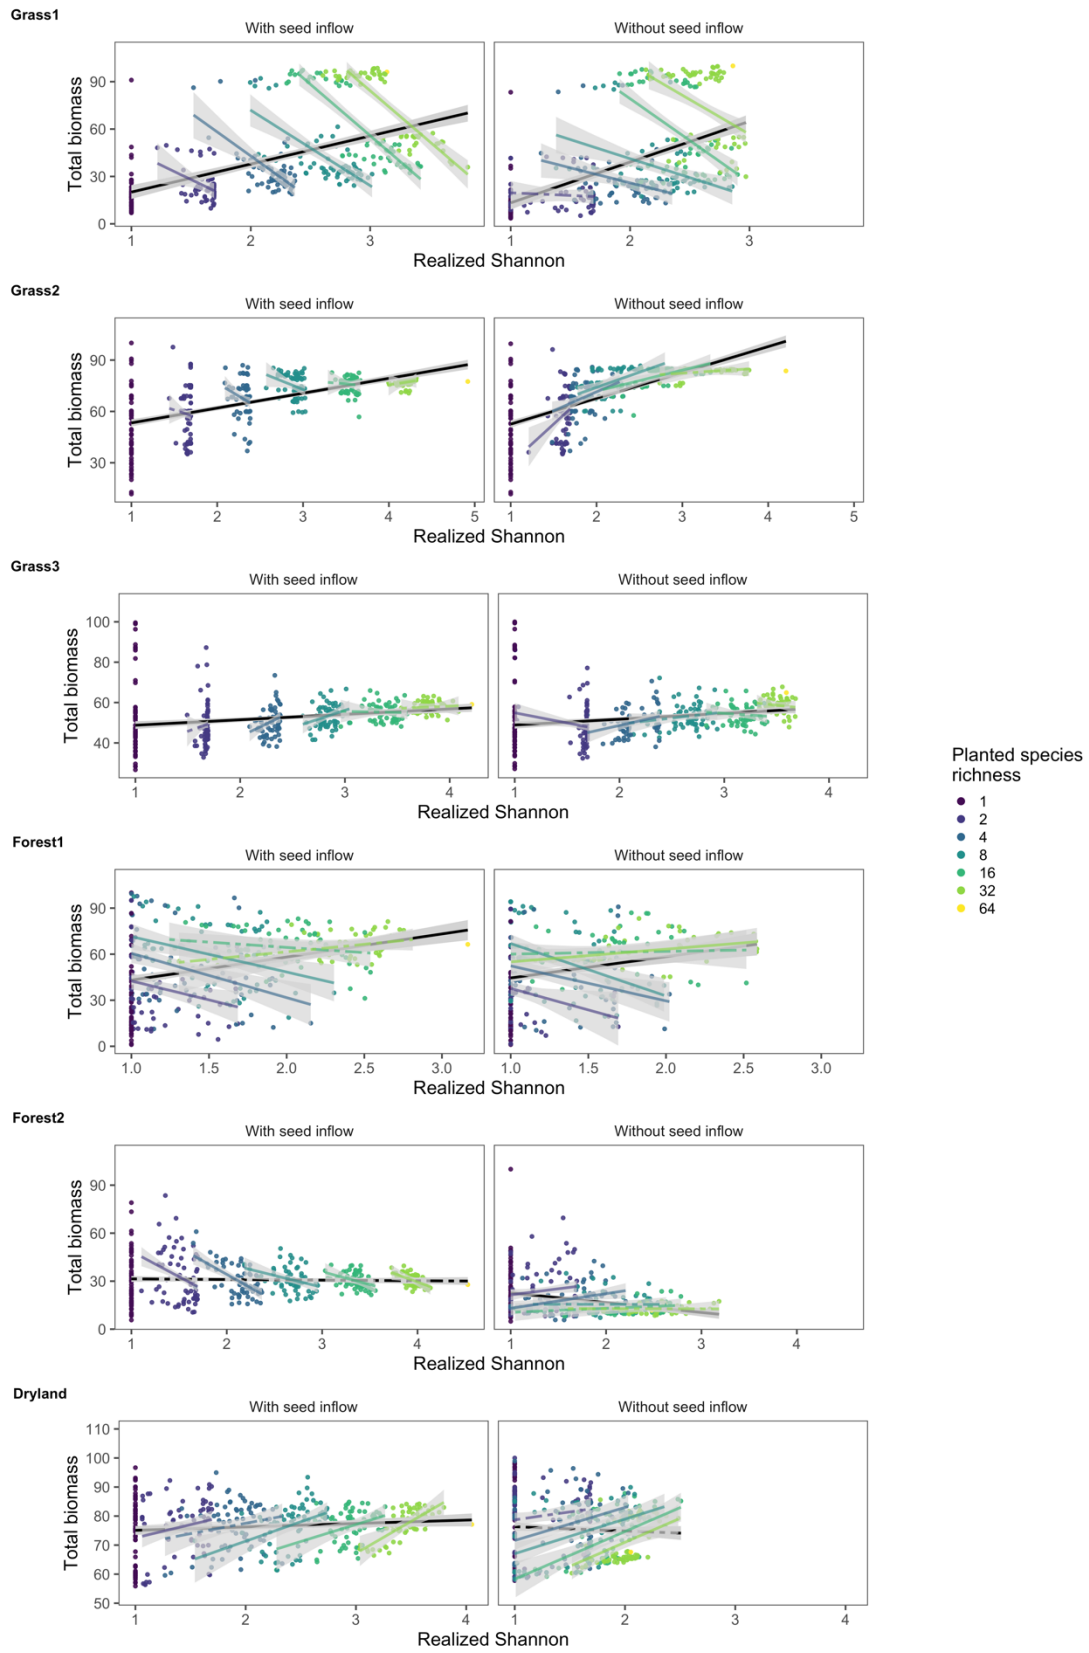 Grass1
With seed inflow
Without seed inflow
Total biomass
90
60
30
0
1 2 3
1 2 3
Realized Shannon
Grass2
With seed inflow
Without seed inflow
Total biomass
90
60
30
1 2 3 4 5
1 2 3 4 5
Realized Shannon
Grass3
With seed inflow
Without seed inflow
Total biomass
100
80
60
40
1 2 3 4
1 2 3 4
Realized Shannon
Planted species
richness
1
2
4
8
16
32
64
Forest1
With seed inflow
Without seed inflow
Total biomass
90
60
30
0
1.0 1.5 2.0 2.5 3.0
1.0 1.5 2.0 2.5 3.0
Realized Shannon
Forest2
With seed inflow
Without seed inflow
Total biomass
90
60
30
0
1 2 3 4
1 2 3 4
Realized Shannon
Dryland
With seed inflow
Without seed inflow
Total biomass
110
100
90
80
70
60
50
1 2 3 4
1 2 3 4
Realized Shannon